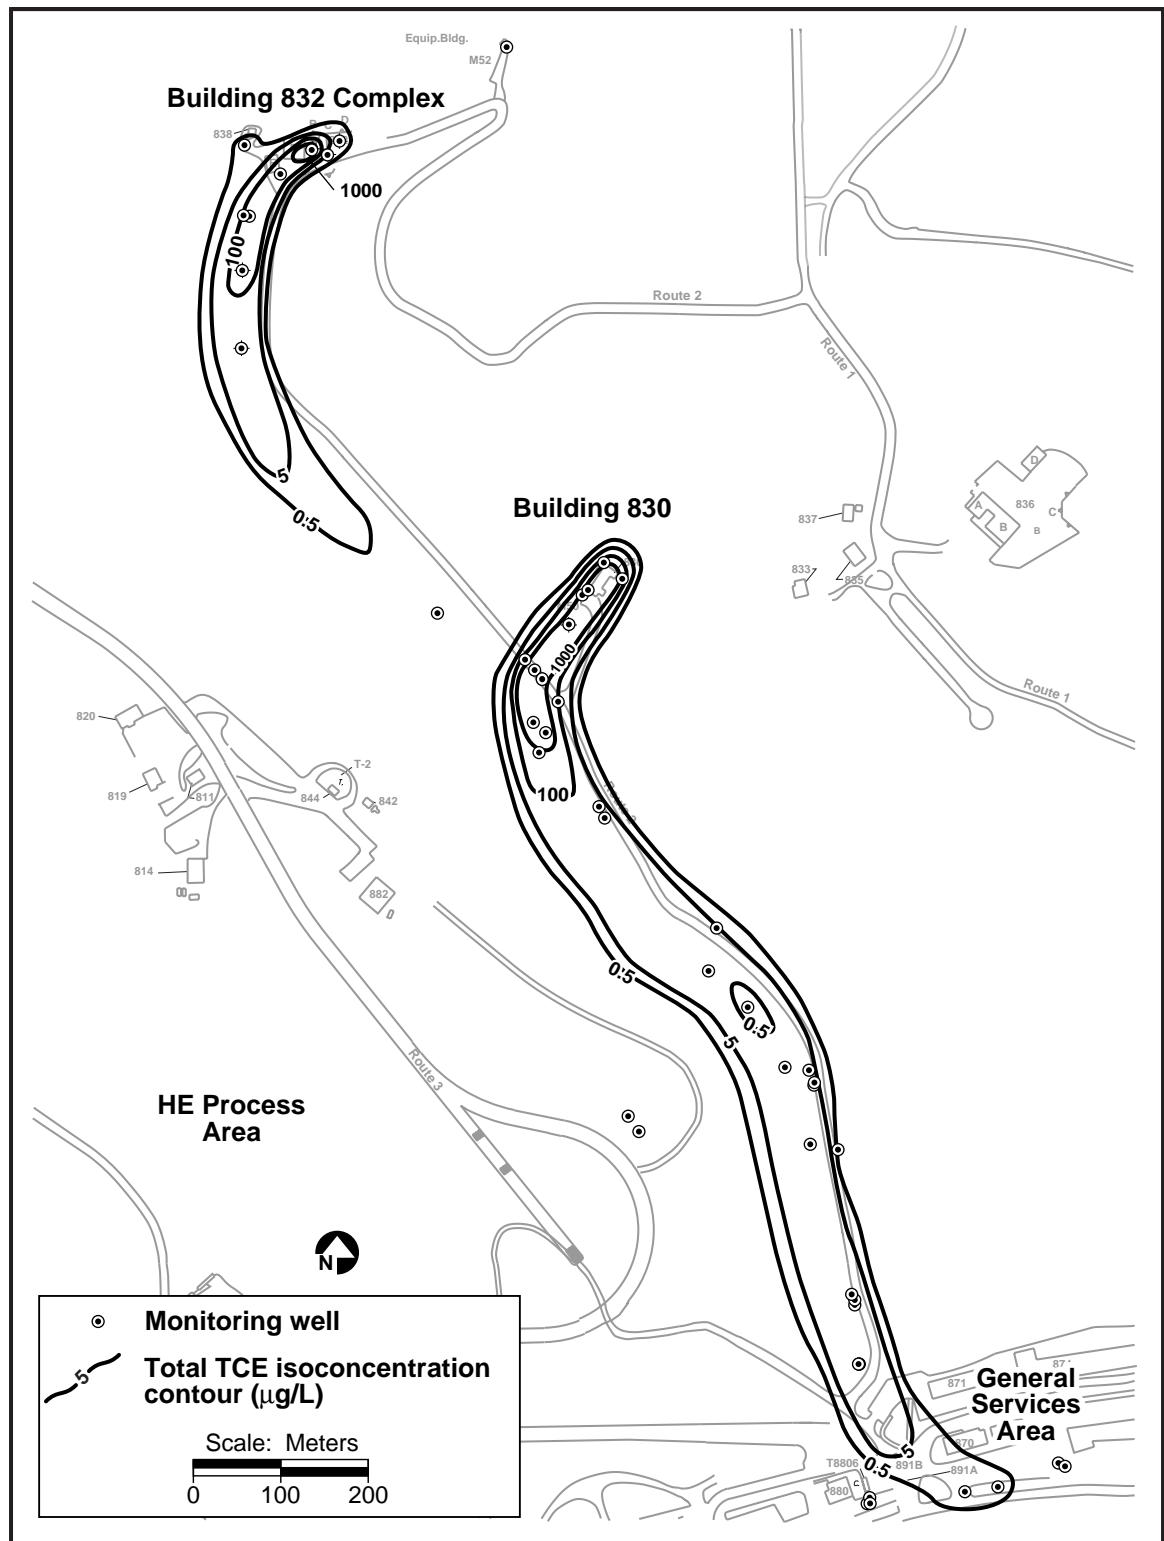 Equip.Bldg.
M52
Building 832 Complex
838
D
1000
100
Route 2
Route 1
5
0.5
Building 830
D
A
836
C
B
B
837
833
835
1000
Route 1
820
T-2
819
811
844
842
100
814
882
0.5
0.5
5
Route 3
HE Process
Area
N
Monitoring well
5
Total TCE isoconcentration
contour (µg/L)
Scale: Meters
0
100
200
871
General
Services
Area
870
5
0.5
T8806
891B
891A
880